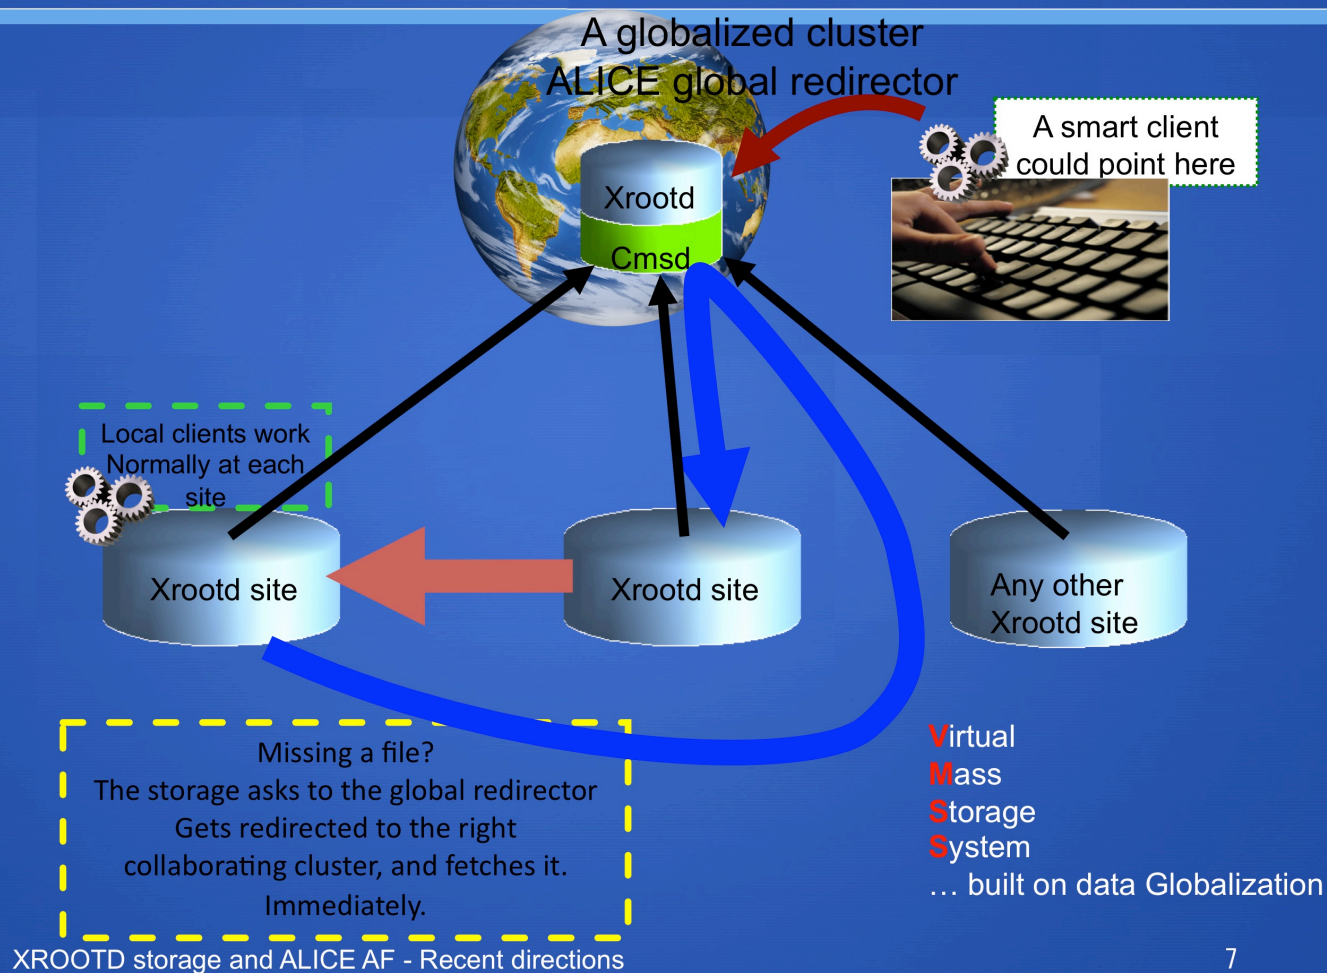 A globalized cluster
ALICE global redirector
A smart client
could point here
Xrootd
Cmsd
Local clients work
Normally at each
site
Xrootd site
Xrootd site
Any other
Xrootd site
Missing a file?
The storage asks to the global redirector
Gets redirected to the right
collaborating cluster, and fetches it.
Immediately.
Virtual
Mass
Storage
System
… built on data Globalization
XROOTD storage and ALICE AF - Recent directions
7